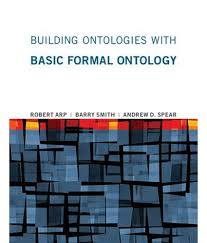 BUILDING ONTOLOGIES WITH
BASIC FORMAL ONTOLOGY
ROBERT ARP | BARRY SMITH | ANDREW D. SPEAR